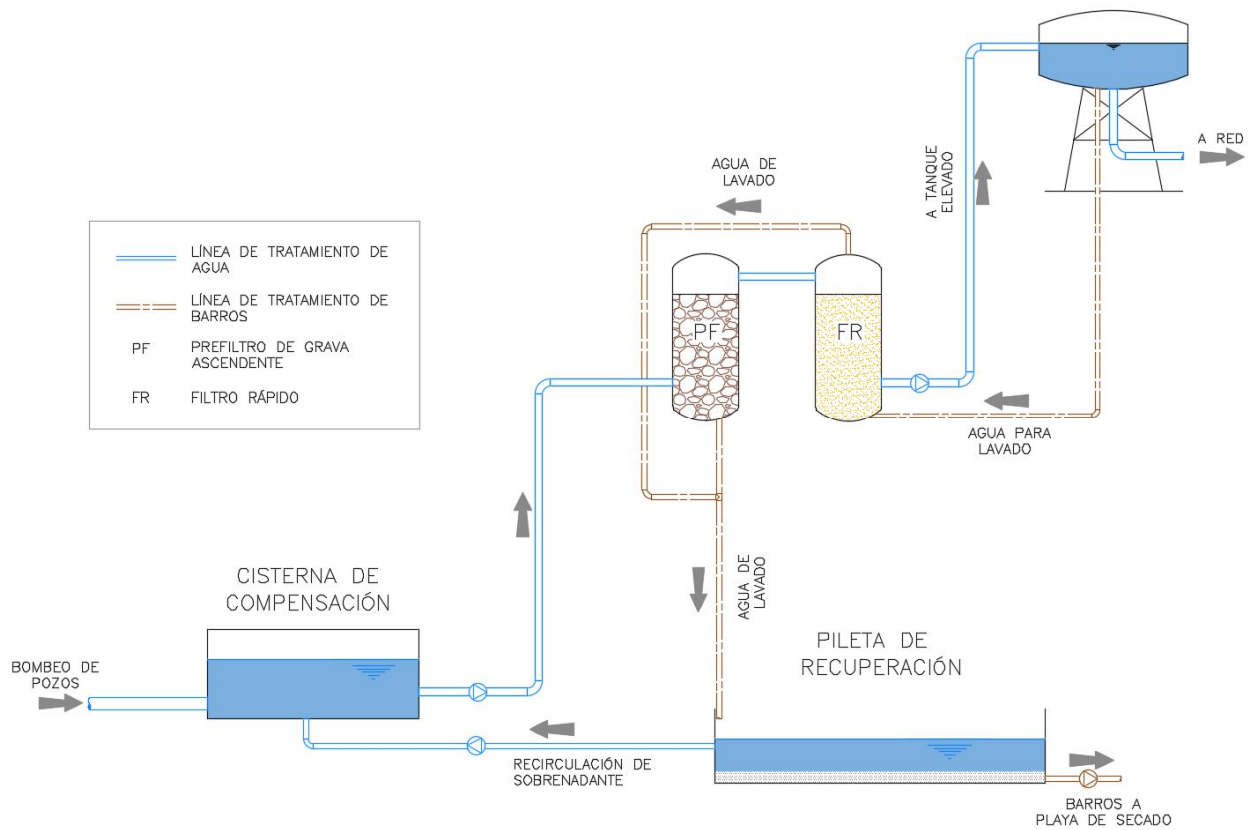 A RED
A TANQUE
ELEVADO
AGUA DE
LAVADO
LÍNEA DE TRATAMIENTO DE
AGUA
LÍNEA DE TRATAMIENTO DE
BARROS
PF
PREFILTRO DE GRAVA
ASCENDENTE
FR
FILTRO RÁPIDO
PF
FR
AGUA PARA
LAVADO
AGUA DE
LAVADO
CISTERNA DE
COMPENSACIÓN
BOMBEO DE
POZOS
PILETA DE
RECUPERACIÓN
RECIRCULACIÓN DE
SOBRENADANTE
BARROS A
PLAYA DE SECADO